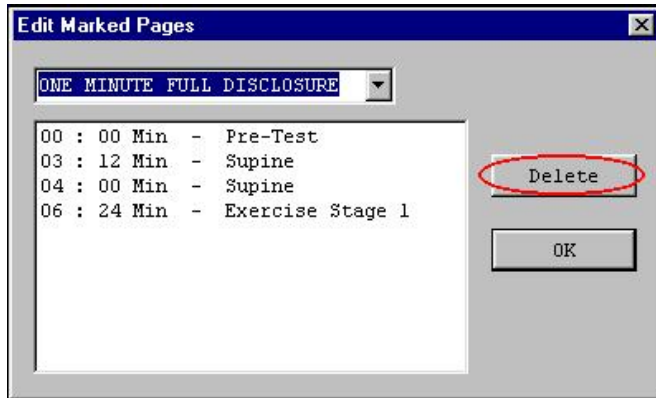 Edit Marked Pages
ONE MINUTE FULL DISCLOSURE
00 : 00 Min - Pre-Test
03 : 12 Min - Supine
04 : 00 Min - Supine
06 : 24 Min - Exercise Stage 1
Delete
OK